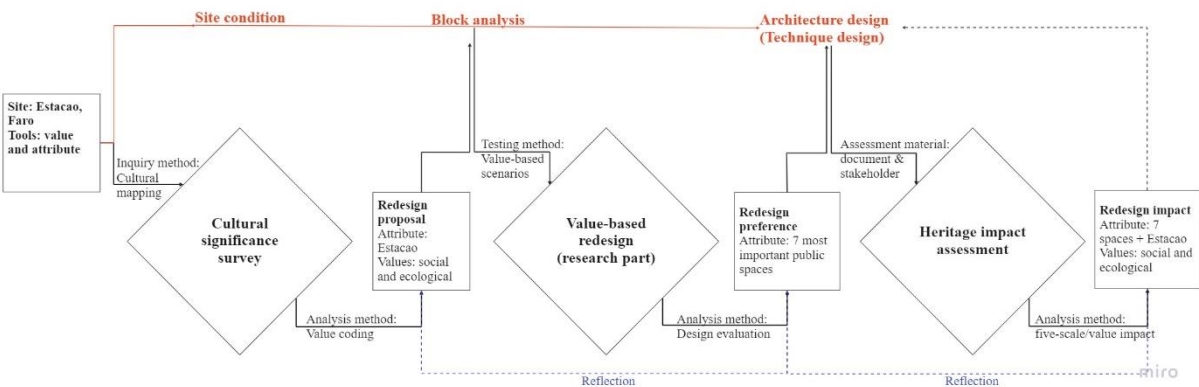 Site condition
Block analysis
Architecture design
(Technique design)
Site: Estacao,
Faro
Tools: value
and attribute
Inquiry method:
Cultural
mapping
Cultural
significance
survey
Analysis method:
Value coding
Redesign
proposal
Attribute:
Estacao
Values: social
and ecological
Testing method:
Value-based
scenarios
Value-based
redesign
(research part)
Analysis method:
Design evaluation
Redesign
preference
Attribute: 7 most
important public
spaces
Assessment material:
document &
stakeholder
Heritage impact
assessment
Analysis method:
five-scale/value impact
Redesign impact
Attribute: 7
spaces + Estacao
Values: social and
ecological
Reflection
Reflection
miro